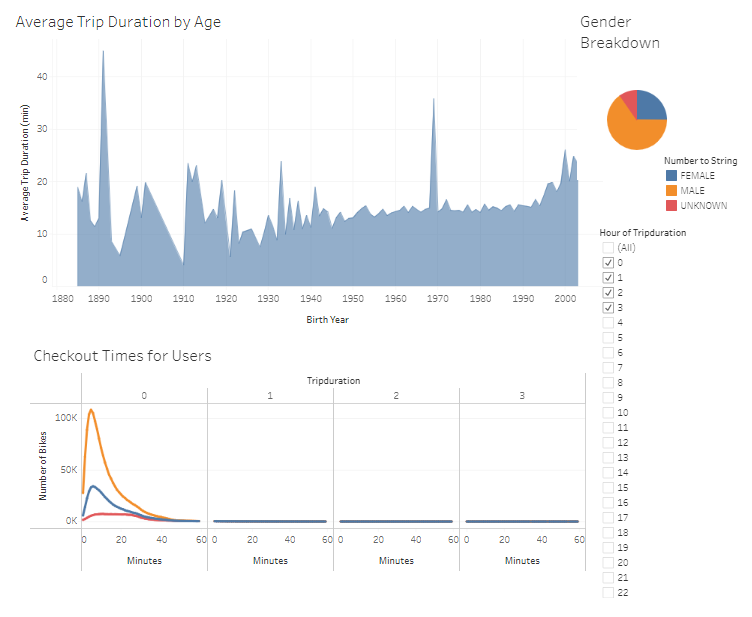 Average Trip Duration by Age
Gender
Breakdown
Average Trip Duration (min)
40
30
20
10
0
1880 1890 1900 1910 1920 1930 1940 1950 1960 1970 1980 1990 2000
Birth Year
Number to String
FEMALE
MALE
UNKNOWN
Hour of Tripduration
(All)
0
1
2
3
4
5
6
7
8
9
10
11
12
13
14
15
16
17
18
19
20
21
22
Checkout Times for Users
Tripduration
0 1 2 3
Number of Bikes
100K
50K
0K
0 20 40 60 0 20 40 60 0 20 40 60 0 20 40 60
Minutes Minutes Minutes Minutes